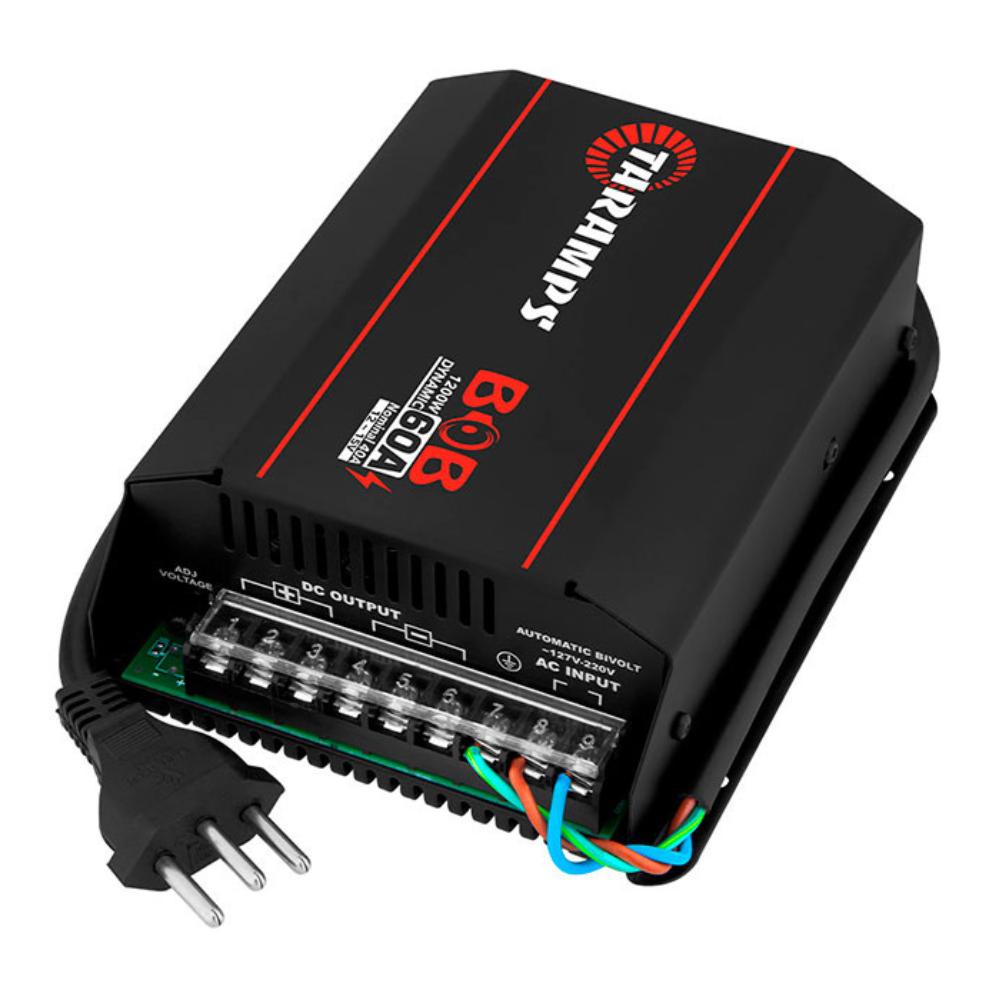 TARAMPS
BOB
1200W
DYNAMIC
60A
Nominal 40A
12 ~ 15V
ADJ
VOLTAGE
+
DC OUTPUT
-
AUTOMATIC BIVOLT
~127V-220V
AC INPUT
1 2 3 4 5 6 7 8 9
- +